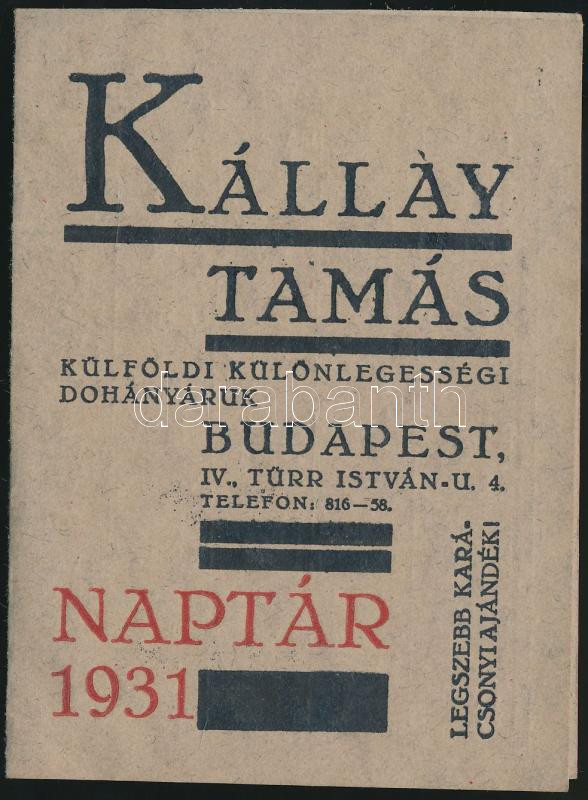 KÁLLÀY
TAMÁS
KÜLFÖLDI KÜLÖNLEGESSÉGI
DOHÁNYÁRUK
BUDAPEST,
IV., TÜRR ISTVÁN-U. 4.
TELEFON: 816—58.
NAPTÁR
1931
LEGSZEBB KARÁ-
CSONYI AJÁNDÉK!
darabanth